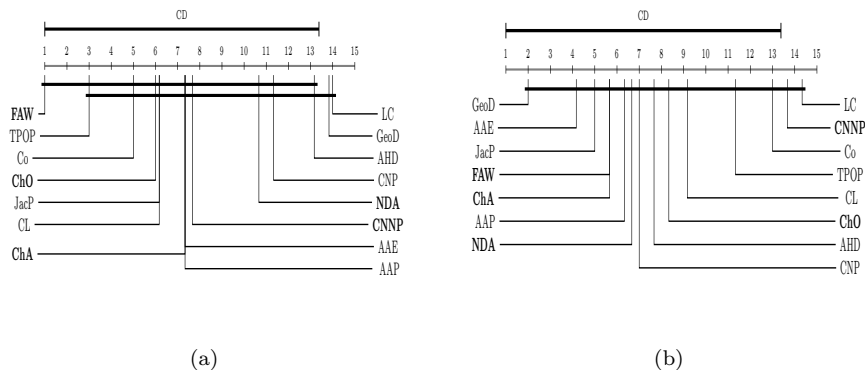 CD
1 2 3 4 5 6 7 8 9 10 11 12 13 14 15
FAW LC
TPOP GeoD
Co AHD
ChO CNP
JacP NDA
CL CNNP
ChA AAE
AAP
(a)
CD
1 2 3 4 5 6 7 8 9 10 11 12 13 14 15
GeoD LC
AAE CNNP
JacP Co
FAW TPOP
ChA CL
AAP ChO
NDA AHD
CNP
(b)